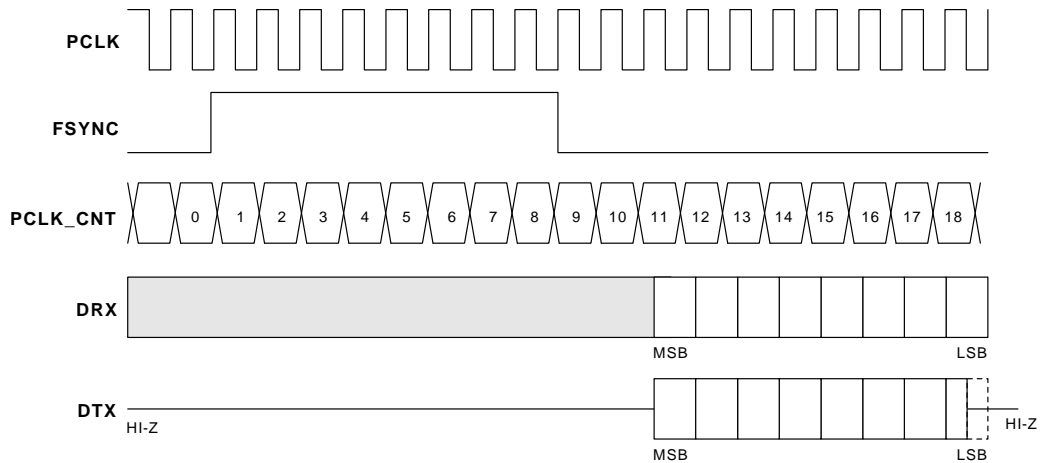 PCLK
FSYNC
PCLK_CNT 0 1 2 3 4 5 6 7 8 9 10 11 12 13 14 15 16 17 18
DRX
MSB LSB
DTX
HI-Z HI-Z
MSB LSB